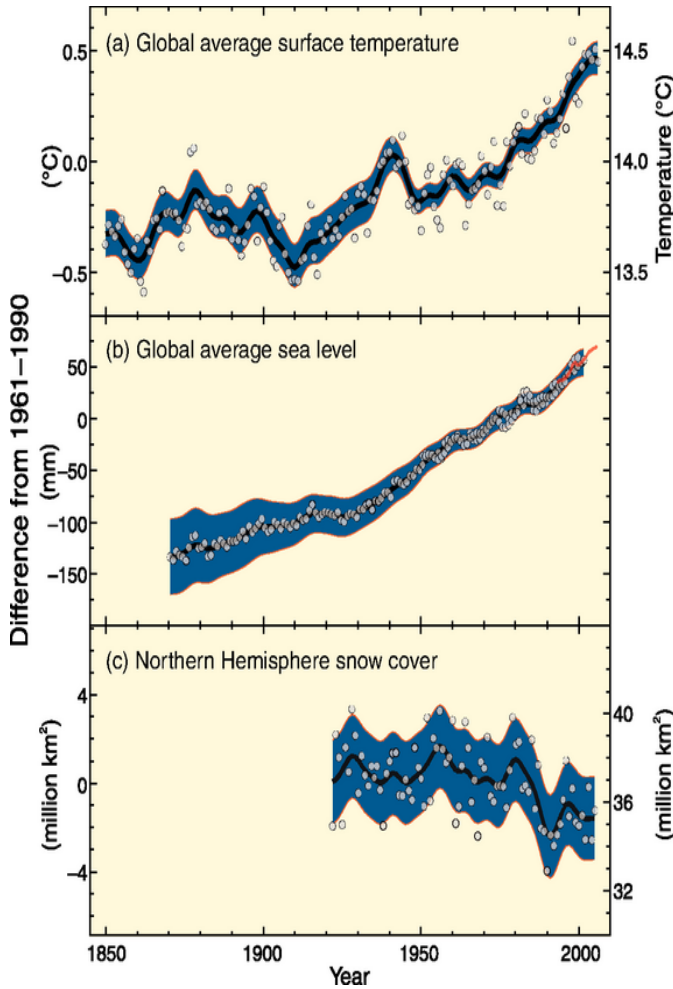 (a) Global average surface temperature
0.5
0.0
−0.5
(°C)
14.5
14.0
13.5
Temperature (°C)
Difference from 1961–1990
(b) Global average sea level
50
0
−50
−100
−150
(mm)
(c) Northern Hemisphere snow cover
4
0
−4
(million km²)
40
36
32
(million km²)
1850 1900 1950 2000
Year